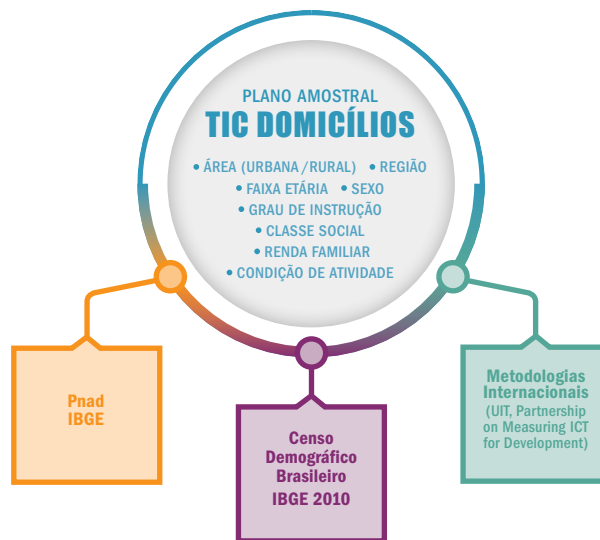 PLANO AMOSTRAL
TIC DOMICÍLIOS
• ÁREA (URBANA/RURAL) • REGIÃO
• FAIXA ETÁRIA • SEXO
• GRAU DE INSTRUÇÃO
• CLASSE SOCIAL
• RENDA FAMILIAR
• CONDIÇÃO DE ATIVIDADE
Pnad
IBGE
Censo
Demográfico
Brasileiro
IBGE 2010
Metodologias
Internacionais
(UIT, Partnership
on Measuring ICT
for Development)